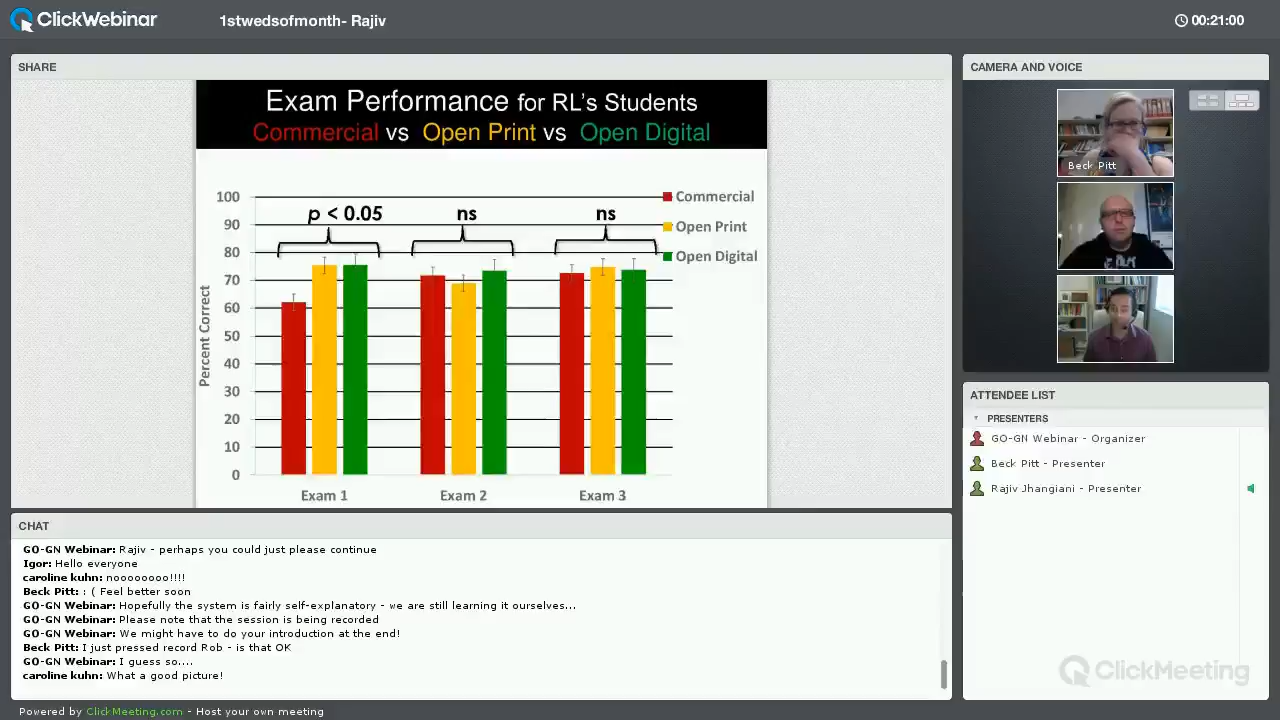 ClickWebinar
1stwedsofmonth- Rajiv
00:21:00
SHARE
Exam Performance for RL's Students
Commercial vs Open Print vs Open Digital
100
90
80
70
60
50
40
30
20
10
0
Percent Correct
p < 0.05
ns
ns
Commercial
Open Print
Open Digital
Exam 1
Exam 2
Exam 3
CHAT
GO-GN Webinar: Rajiv - perhaps you could just please continue
Igor: Hello everyone
caroline kuhn: noooooooo!!!!
Beck Pitt: : ( Feel better soon
GO-GN Webinar: Hopefully the system is fairly self-explanatory - we are still learning it ourselves...
GO-GN Webinar: Please note that the session is being recorded
GO-GN Webinar: We might have to do your introduction at the end!
Beck Pitt: I just pressed record Rob - is that OK
GO-GN Webinar: I guess so....
caroline kuhn: What a good picture!
CAMERA AND VOICE
Beck Pitt
ATTENDEE LIST
PRESENTERS
GO-GN Webinar - Organizer
Beck Pitt - Presenter
Rajiv Jhangiani - Presenter
ClickMeeting
Powered by ClickMeeting.com - Host your own meeting